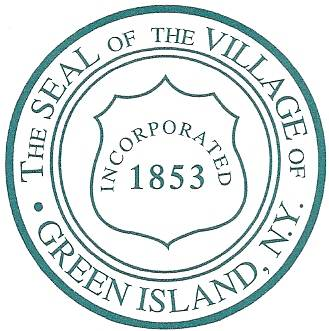 THE SEAL OF THE VILLAGE OF
• GREEN ISLAND, N.Y.
INCORPORATED
1853